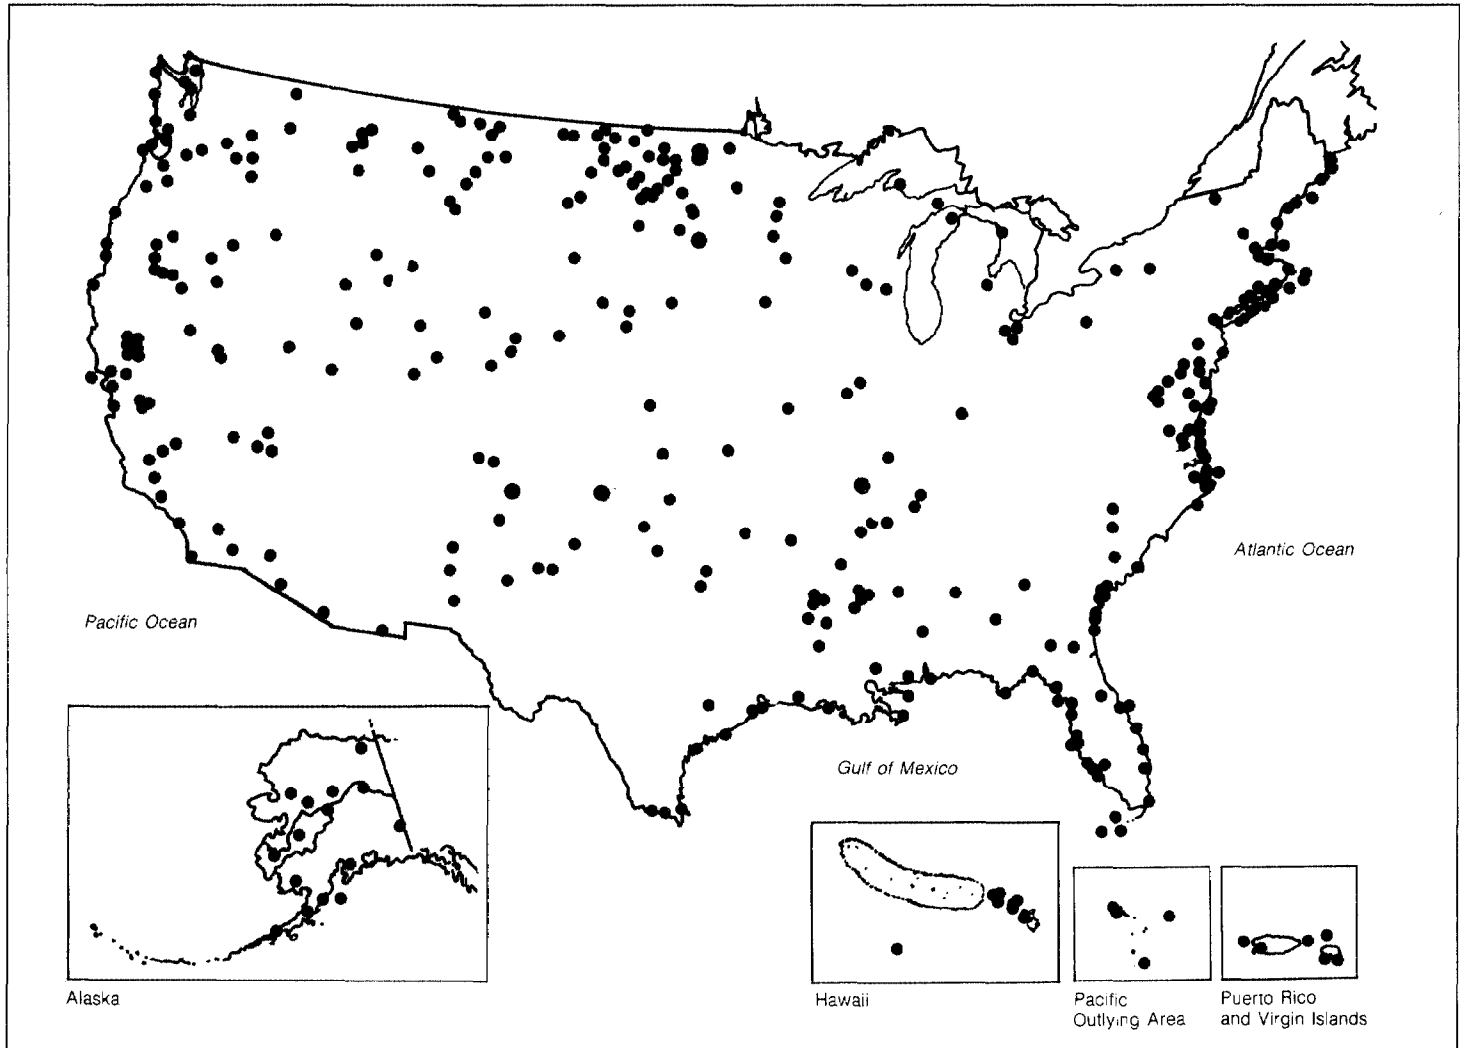 Atlantic Ocean
Pacific Ocean
Gulf of Mexico
Alaska
Hawaii
Pacific
Outlying Area
Puerto Rico
and Virgin Islands